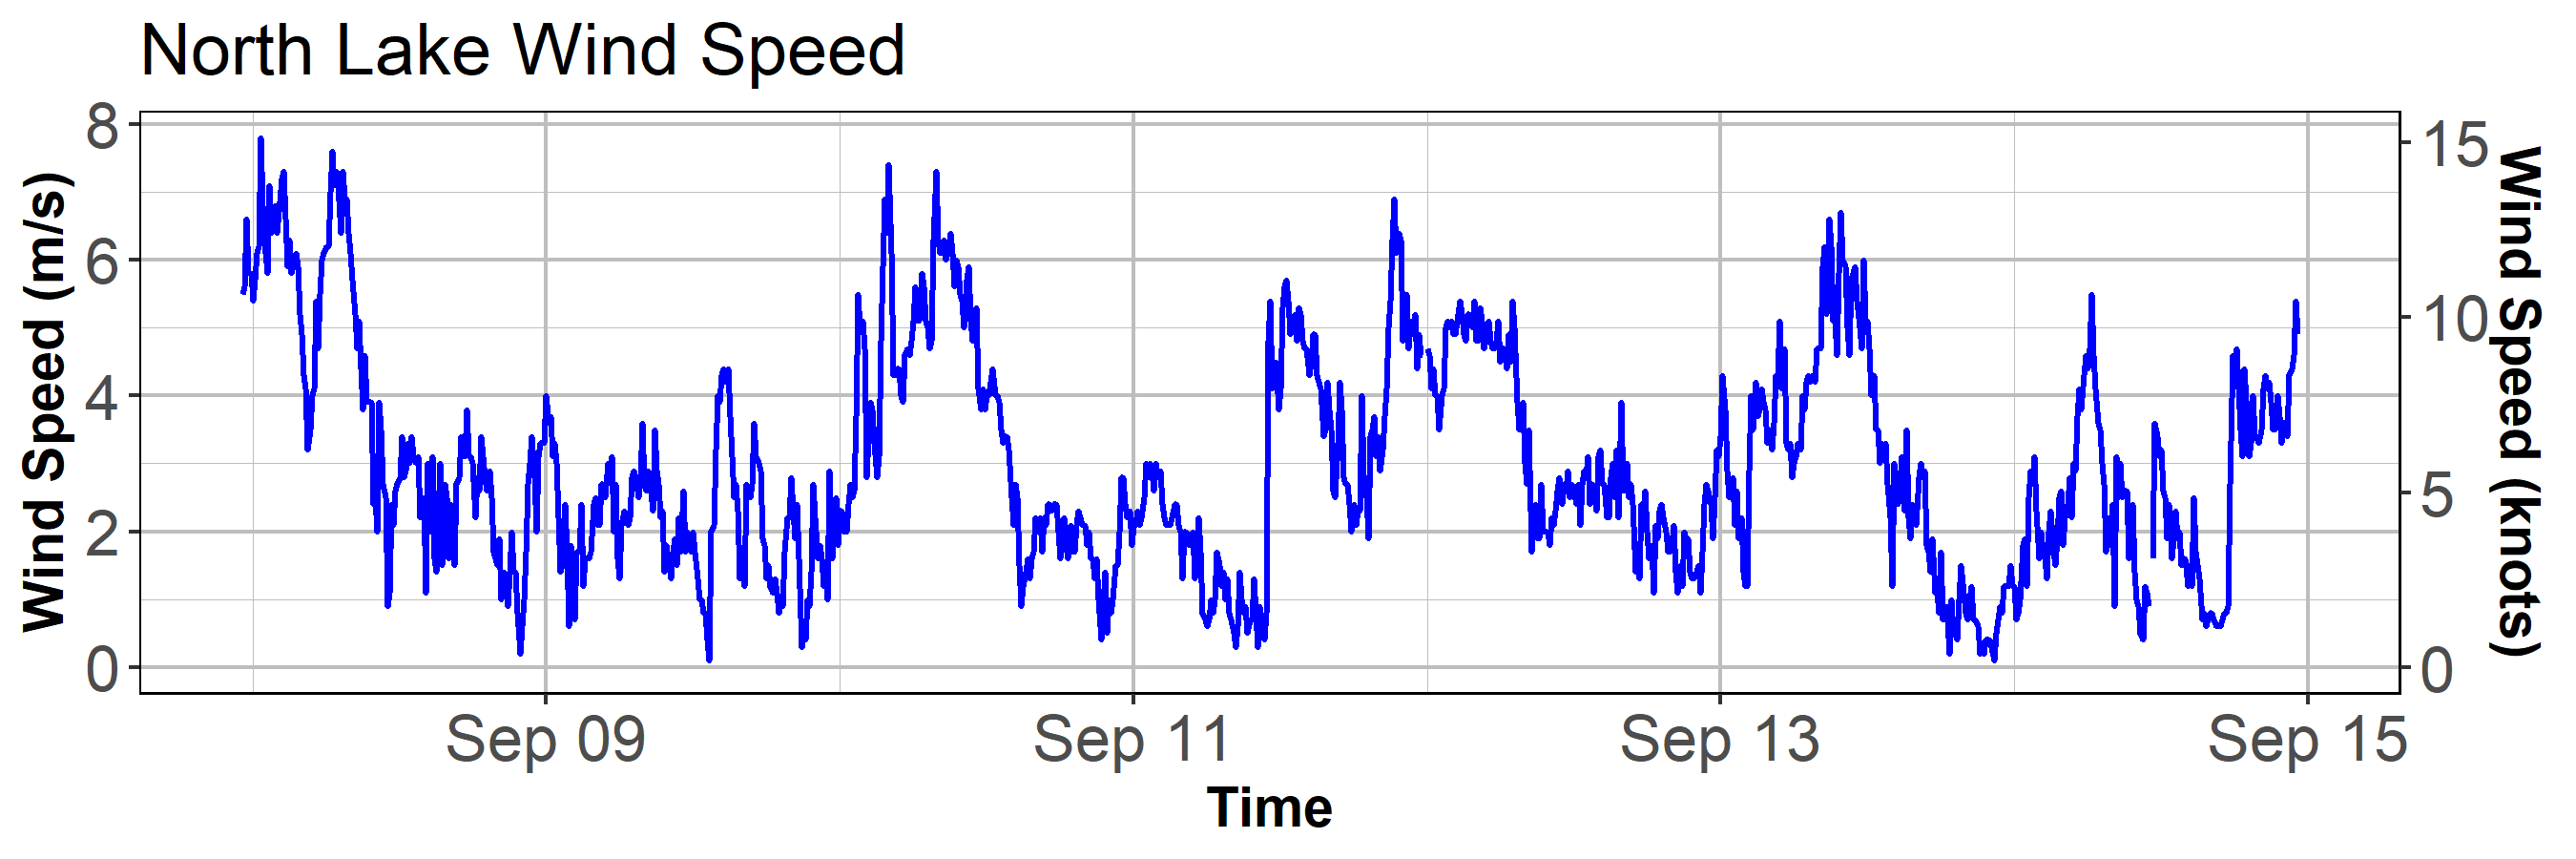 North Lake Wind Speed
8
6
4
2
0
Wind Speed (m/s)
15
10
5
0
Wind Speed (knots)
Sep 09
Sep 11
Sep 13
Sep 15
Time